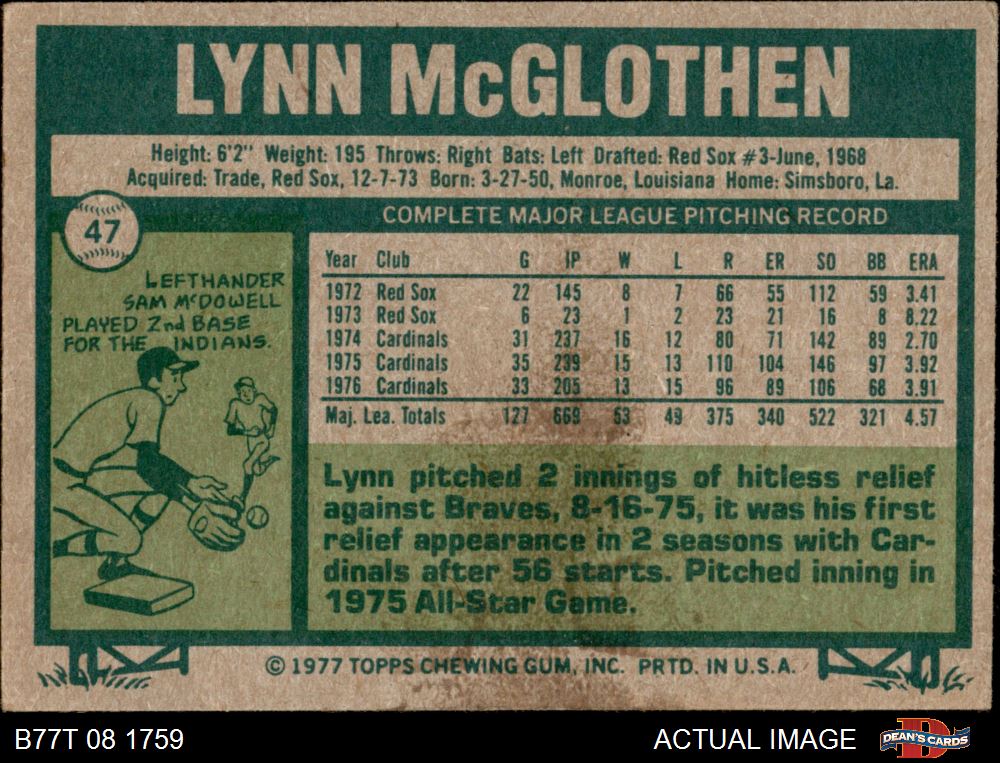 LYNN McGLOTHEN
Height: 6'2" Weight: 195 Throws: Right Bats: Left Drafted: Red Sox #3-June, 1968
Acquired: Trade, Red Sox, 12-7-73 Born: 3-27-50, Monroe, Louisiana Home: Simsboro, La.
47
LEFTHANDER
SAM McDOWELL
PLAYED 2nd BASE
FOR THE INDIANS.
COMPLETE MAJOR LEAGUE PITCHING RECORD
Year Club G IP W L R ER SO BB ERA
1972 Red Sox 22 145 8 7 66 55 112 59 3.41
1973 Red Sox 6 23 1 2 23 21 16 8 8.22
1974 Cardinals 31 237 16 12 80 71 142 89 2.70
1975 Cardinals 35 239 15 13 110 104 146 97 3.92
1976 Cardinals 33 205 13 15 96 89 106 68 3.91
Maj. Lea. Totals 127 669 53 49 375 340 522 321 4.57
Lynn pitched 2 innings of hitless relief
against Braves, 8-16-75, it was his first
relief appearance in 2 seasons with Car-
dinals after 56 starts. Pitched inning in
1975 All-Star Game.
© 1977 TOPPS CHEWING GUM, INC. PRTD. IN U.S.A.
B77T 08 1759
ACTUAL IMAGE
DEAN'S CARDS